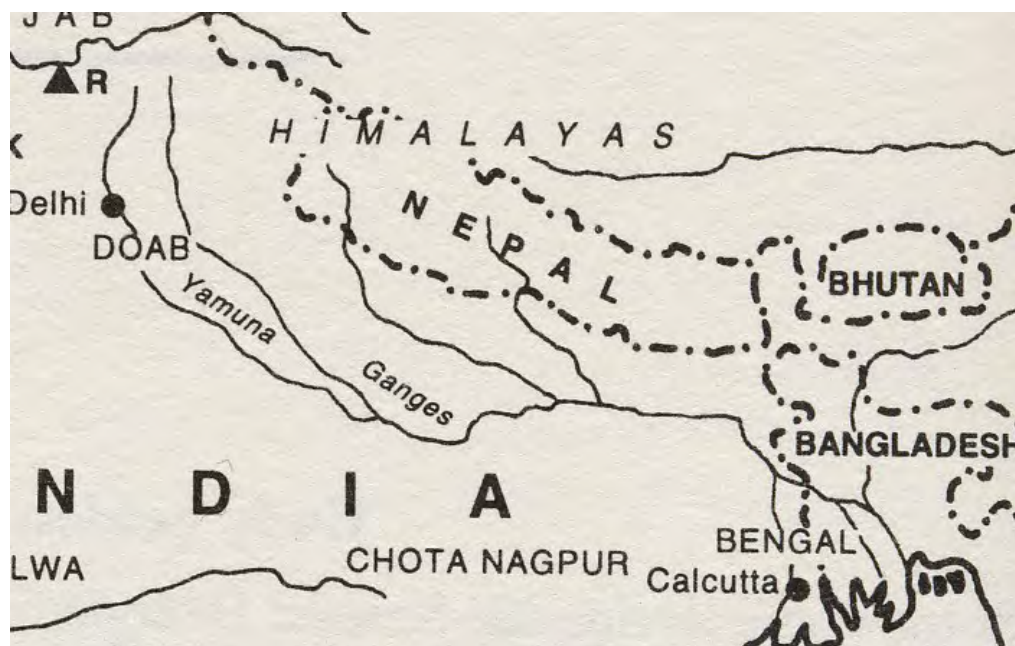 JAB
R
HIMALAYAS
K
Delhi
NEPAL
DOAB
BHUTAN
Yamuna
Ganges
BANGLADESH
NDIA
BENGAL
CHOTA NAGPUR
LWA
Calcutta